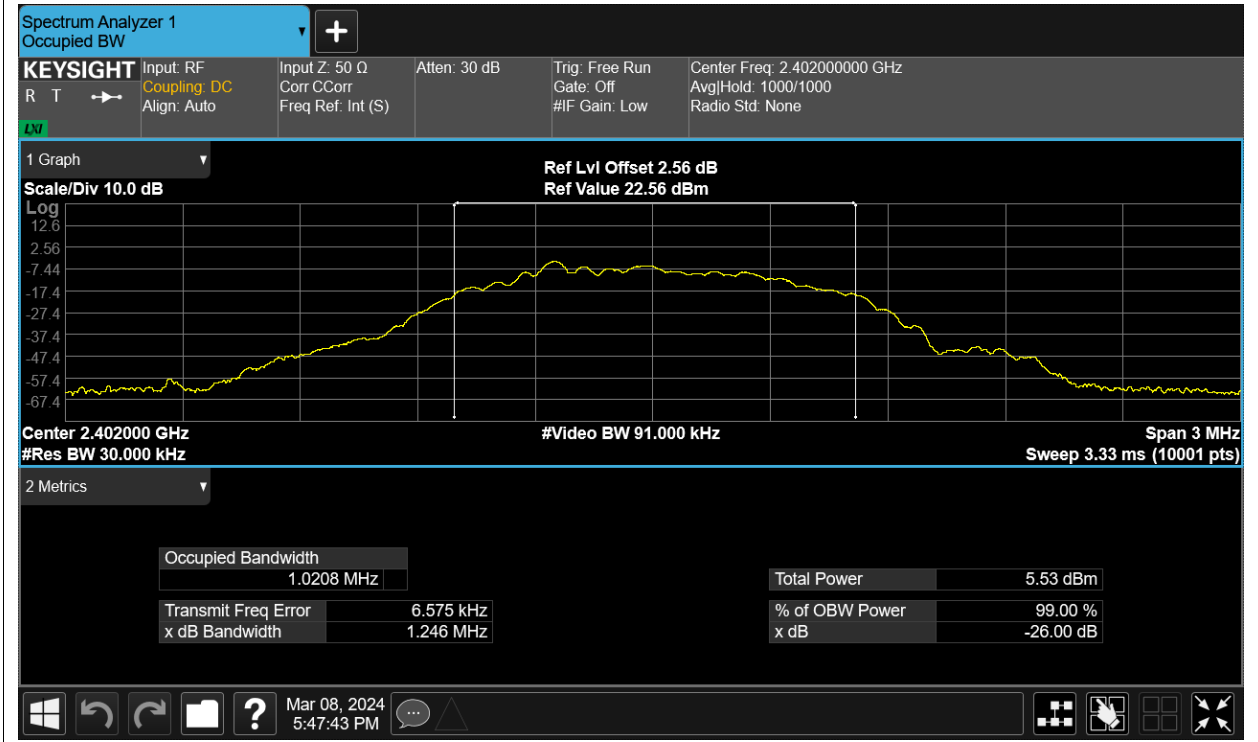 Spectrum Analyzer 1
Occupied BW
KEYSIGHT Input: RF Input Z: 50 Ω Atten: 30 dB Trig: Free Run Center Freq: 2.402000000 GHz
R T Coupling: DC Corr CCorr Gate: Off Avg|Hold: 1000/1000
Align: Auto Freq Ref: Int (S) #IF Gain: Low Radio Std: None
LXI
1 Graph
Ref Lvl Offset 2.56 dB
Scale/Div 10.0 dB Ref Value 22.56 dBm
Log
12.6
2.56
-7.44
-17.4
-27.4
-37.4
-47.4
-57.4
-67.4
Center 2.402000 GHz #Video BW 91.000 kHz Span 3 MHz
#Res BW 30.000 kHz Sweep 3.33 ms (10001 pts)
2 Metrics
Occupied Bandwidth
1.0208 MHz Total Power 5.53 dBm
Transmit Freq Error 6.575 kHz % of OBW Power 99.00 %
x dB Bandwidth 1.246 MHz x dB -26.00 dB
? Mar 08, 2024
5:47:43 PM